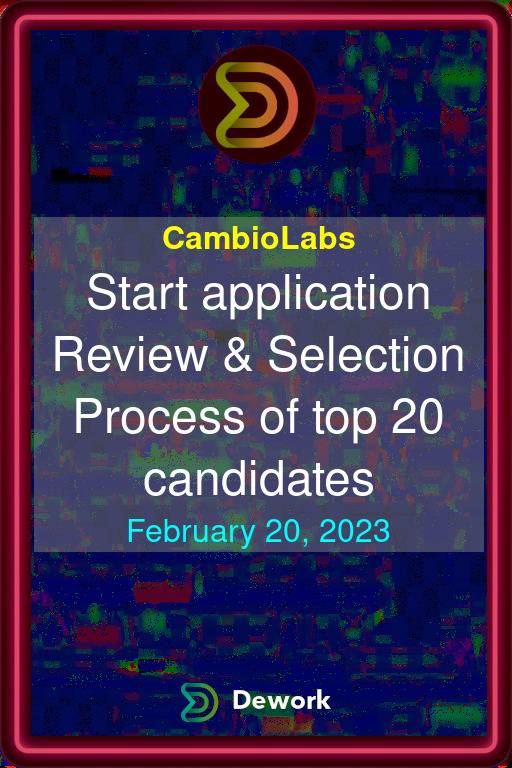 CambioLabs
Start application
Review & Selection
Process of top 20
candidates
February 20, 2023
Dework